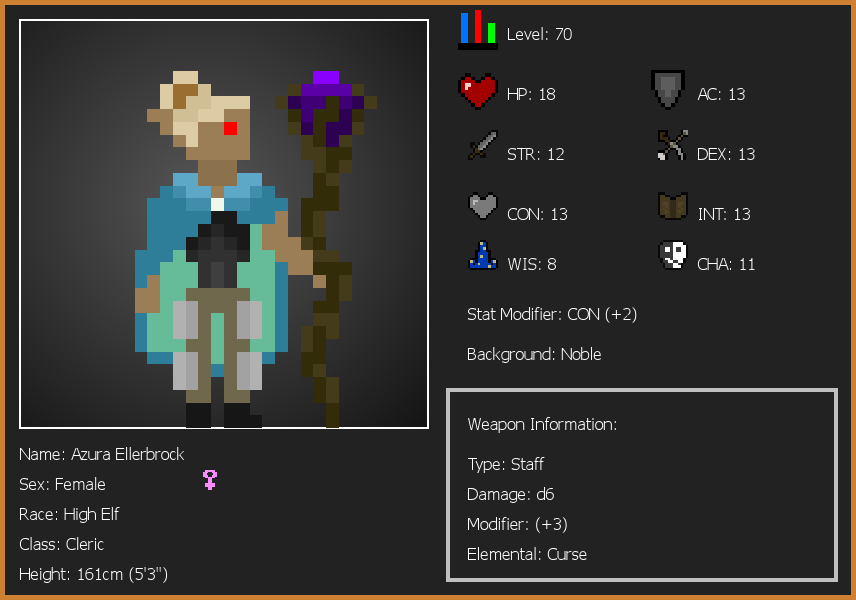 Level: 70
HP: 18
AC: 13
STR: 12
DEX: 13
CON: 13
INT: 13
WIS: 8
CHA: 11
Stat Modifier: CON (+2)
Background: Noble
Weapon Information:
Type: Staff
Damage: d6
Modifier: (+3)
Elemental: Curse
Name: Azura Ellerbrock
Sex: Female
Race: High Elf
Class: Cleric
Height: 161cm (5'3")